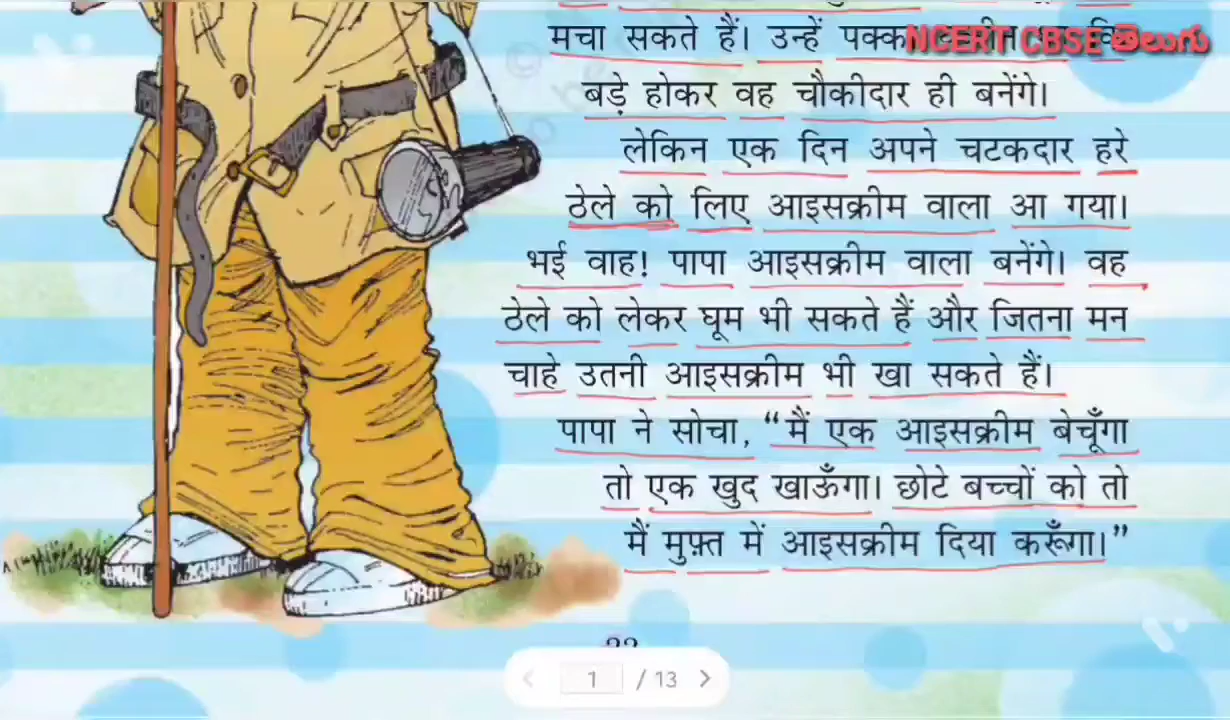 मचा सकते हैं। उन्हें
NCERT CBSE తెలుగు
बड़े होकर वह चौकीदार ही बनेंगे।
लेकिन एक दिन अपने चटकदार हरे
ठेले को लिए आइसक्रीम वाला आ गया।
भई वाह! पापा आइसक्रीम वाला बनेंगे। वह
ठेले को लेकर घूम भी सकते हैं और जितना मन
चाहे उतनी आइसक्रीम भी खा सकते हैं।
पापा ने सोचा, “मैं एक आइसक्रीम बेचूँगा
तो एक खुद खाऊँगा। छोटे बच्चों को तो
मैं मुफ़्त में आइसक्रीम दिया करूँगा।”
1 / 13